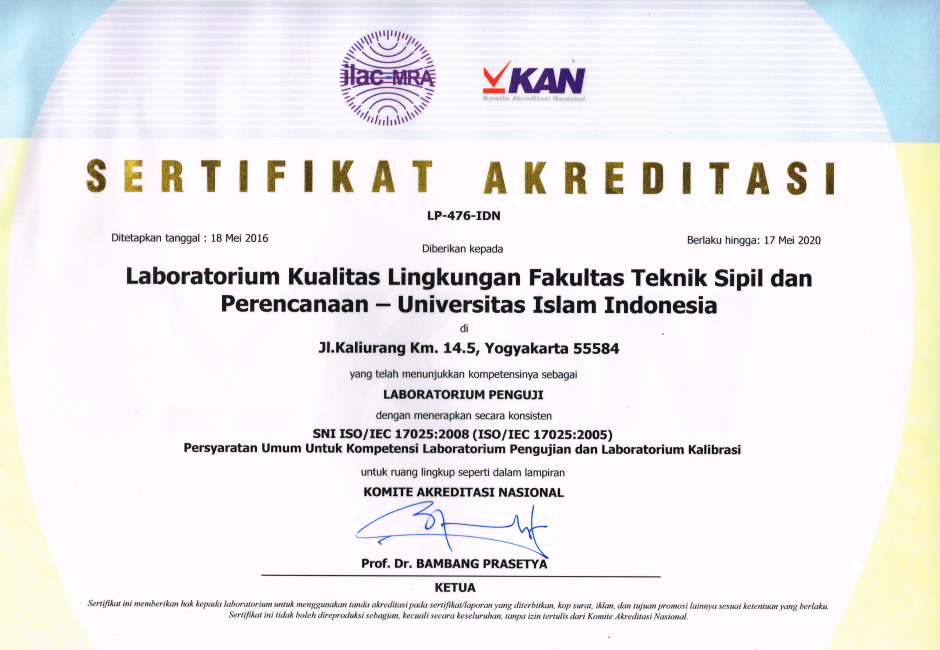 ilac-MRA
KAN
Komite Akreditasi Nasional
SERTIFIKAT AKREDITASI
LP-476-IDN
Ditetapkan tanggal : 18 Mei 2016
Berlaku hingga: 17 Mei 2020
Diberikan kepada
Laboratorium Kualitas Lingkungan Fakultas Teknik Sipil dan
Perencanaan – Universitas Islam Indonesia
di
Jl.Kaliurang Km. 14.5, Yogyakarta 55584
yang telah menunjukkan kompetensinya sebagai
LABORATORIUM PENGUJI
dengan menerapkan secara konsisten
SNI ISO/IEC 17025:2008 (ISO/IEC 17025:2005)
Persyaratan Umum Untuk Kompetensi Laboratorium Pengujian dan Laboratorium Kalibrasi
untuk ruang lingkup seperti dalam lampiran
KOMITE AKREDITASI NASIONAL
Prof. Dr. BAMBANG PRASETYA
KETUA
Sertifikat ini memberikan hak kepada laboratorium untuk menggunakan tanda akreditasi pada sertifikat/laporan yang diterbitkan, kop surat, iklan, dan tujuan promosi lainnya sesuai ketentuan yang berlaku.
Sertifikat ini tidak boleh direproduksi sebagian, kecuali secara keseluruhan, tanpa izin tertulis dari Komite Akreditasi Nasional.